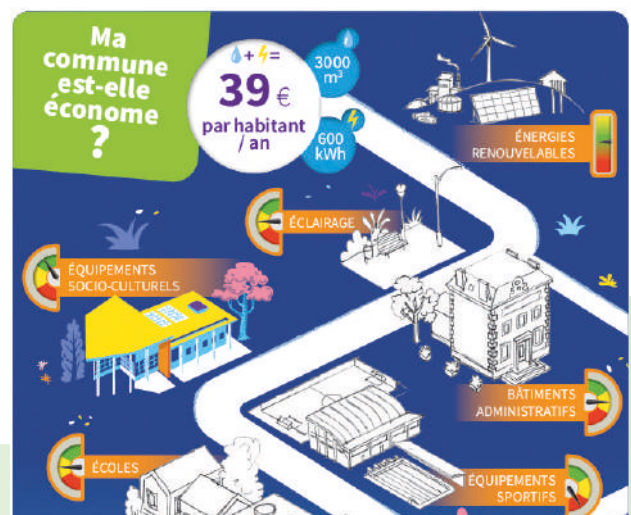 Ma
commune
est-elle
économe
?
+ =
39 €
par habitant
/ an
3000
m³
600
kWh
ÉNERGIES
RENOUVELABLES
ÉCLAIRAGE
ÉQUIPEMENTS
SOCIO-CULTURELS
BÂTIMENTS
ADMINISTRATIFS
ÉCOLES
ÉQUIPEMENTS
SPORTIFS